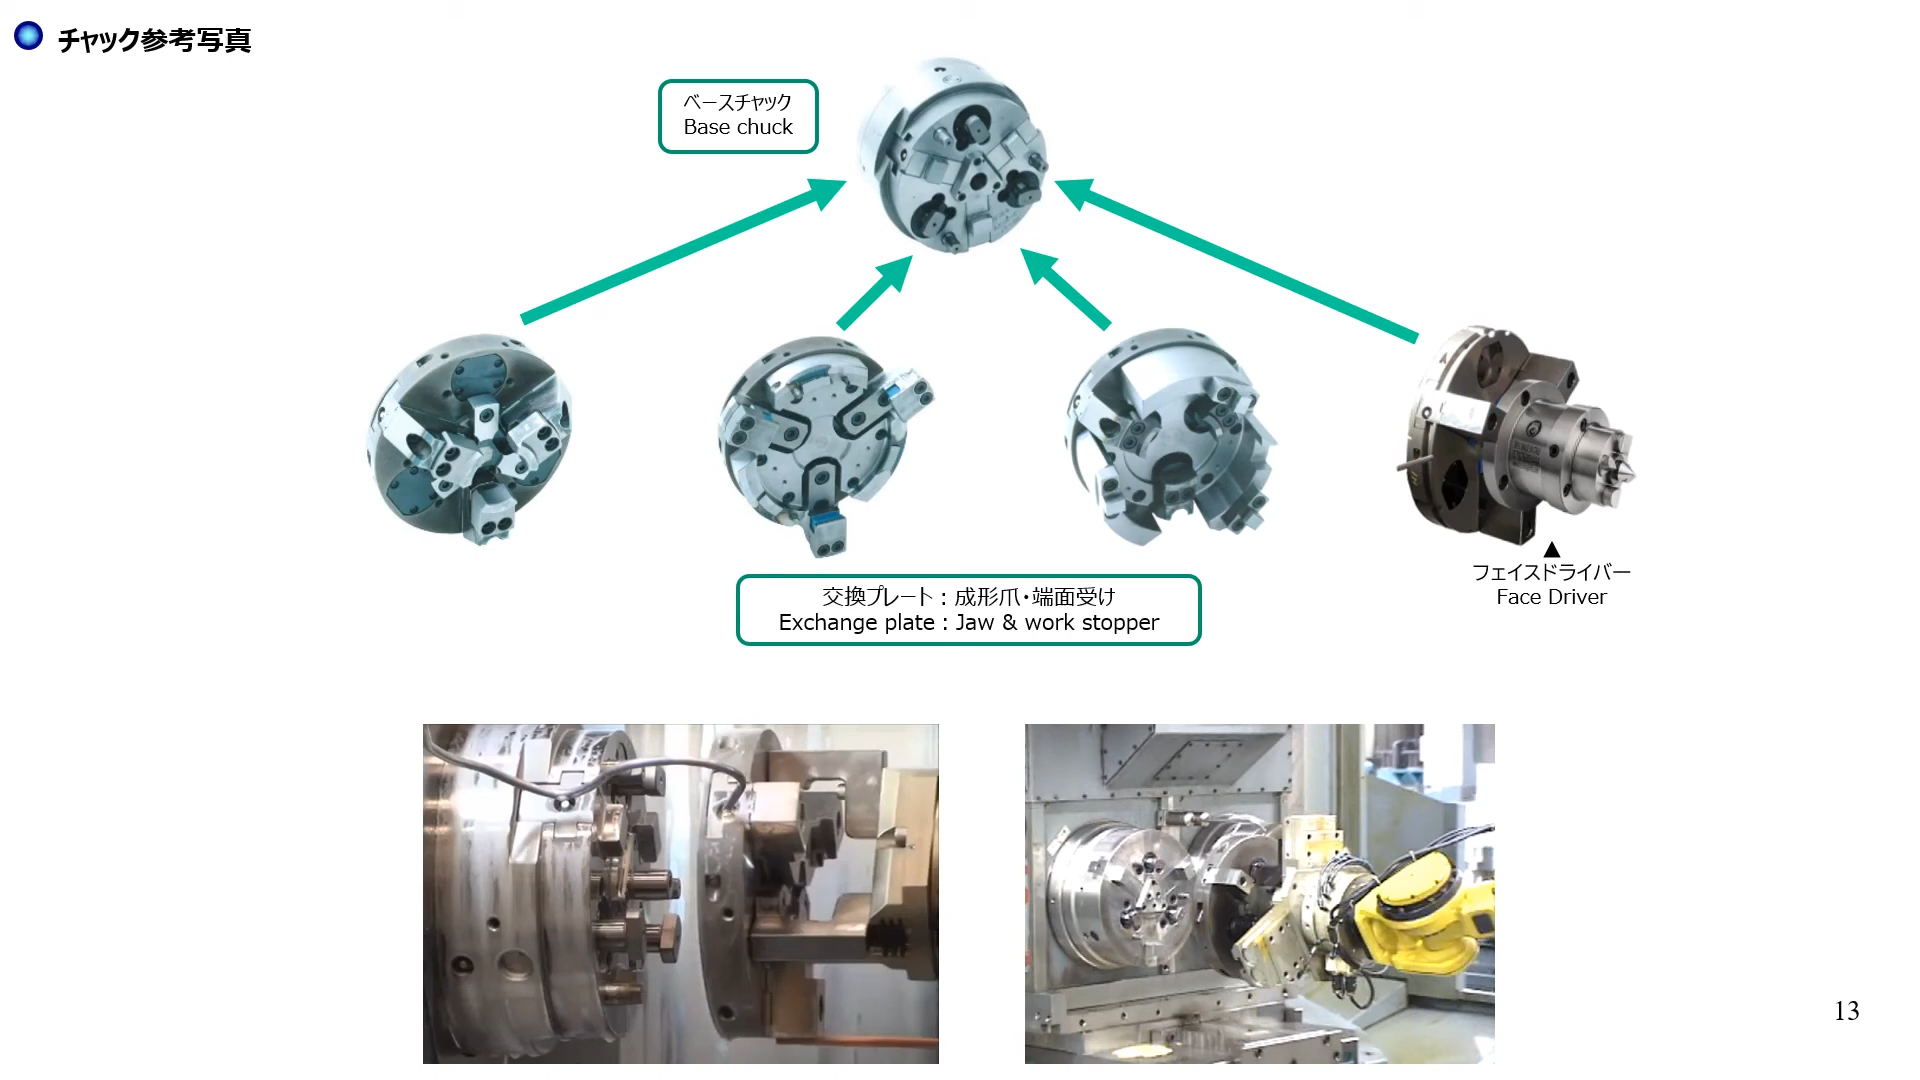 チャック参考写真
ベースチャック
Base chuck
▲
フェイスドライバー
Face Driver
交換プレート：成形爪・端面受け
Exchange plate : Jaw & work stopper
13